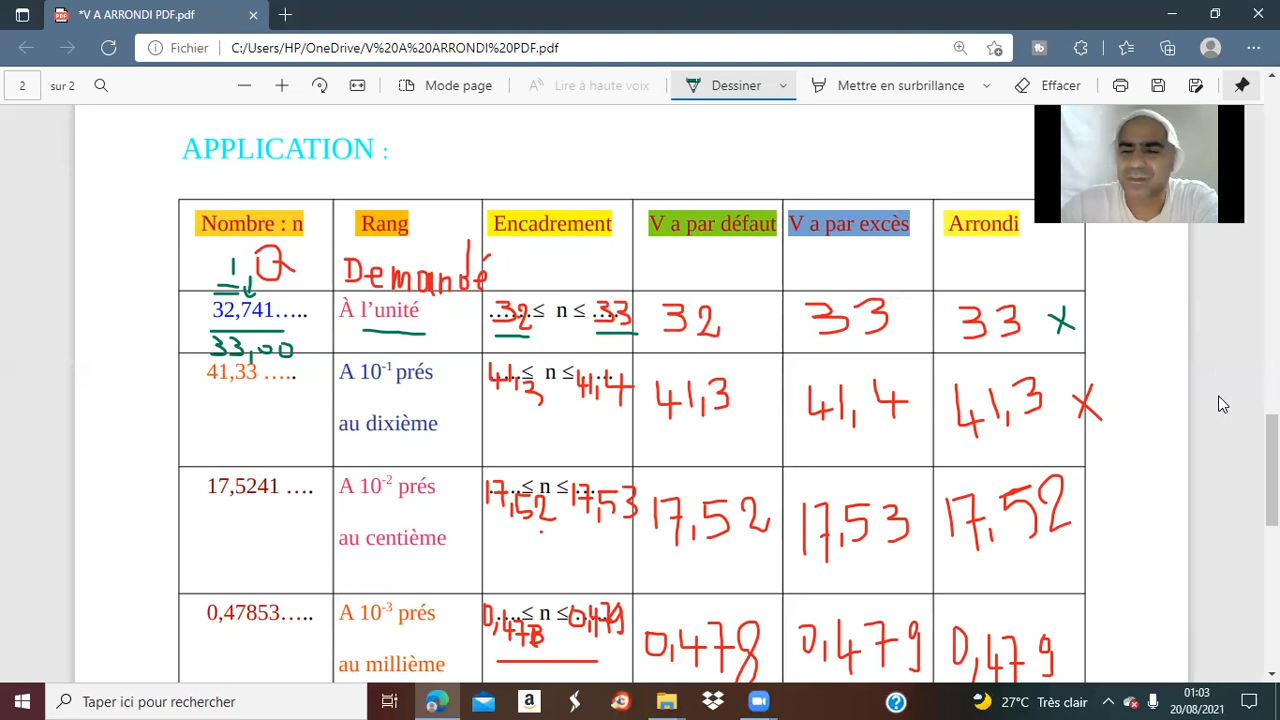 *V A ARRONDI PDF.pdf
Fichier C:/Users/HP/OneDrive/V%20A%20ARRONDI%20PDF.pdf
2 sur 2 Mode page Lire à haute voix Dessiner Mettre en surbrillance Effacer
APPLICATION :
Nombre : n Rang Encadrement V a par défaut V a par excès Arrondi
Demandé
32,741….. À l’unité 32 ≤ n ≤ 33 32 33 33 x
33,00
41,33 ….. A 10-1 prés 41,3 ≤ n ≤ 41,4 41,3 41,4 41,3 x
au dixième
17,5241 …. A 10-2 prés 17,52 ≤ n ≤ 17,53 17,52 17,53 17,52
au centième
0,47853….. A 10-3 prés 0,478 ≤ n ≤ 0,479 0,478 0,479 0,479
au millième
Taper ici pour rechercher
27°C Très clair
01:03
20/08/2021